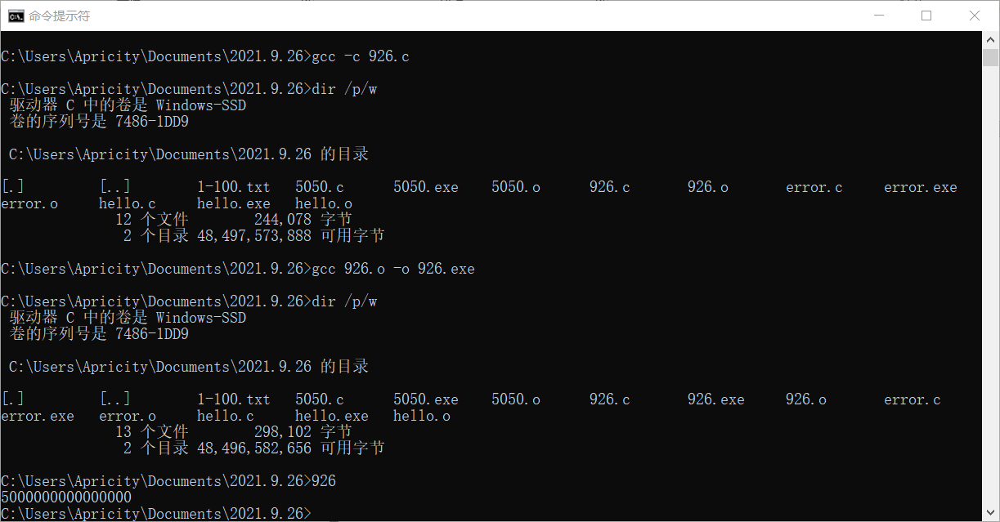 命令提示符
C:\Users\Apricity\Documents\2021.9.26>gcc -c 926.c
C:\Users\Apricity\Documents\2021.9.26>dir /p/w
驱动器 C 中的卷是 Windows-SSD
卷的序列号是 7486-1DD9
C:\Users\Apricity\Documents\2021.9.26 的目录
[.] [..] 1-100.txt 5050.c 5050.exe 5050.o 926.c 926.o error.c error.exe
error.o hello.c hello.exe hello.o
12 个文件 244,078 字节
2 个目录 48,497,573,888 可用字节
C:\Users\Apricity\Documents\2021.9.26>gcc 926.o -o 926.exe
C:\Users\Apricity\Documents\2021.9.26>dir /p/w
驱动器 C 中的卷是 Windows-SSD
卷的序列号是 7486-1DD9
C:\Users\Apricity\Documents\2021.9.26 的目录
[.] [..] 1-100.txt 5050.c 5050.exe 5050.o 926.c 926.exe 926.o error.c
error.exe error.o hello.c hello.exe hello.o
13 个文件 298,102 字节
2 个目录 48,496,582,656 可用字节
C:\Users\Apricity\Documents\2021.9.26>926
5000000000000000
C:\Users\Apricity\Documents\2021.9.26>